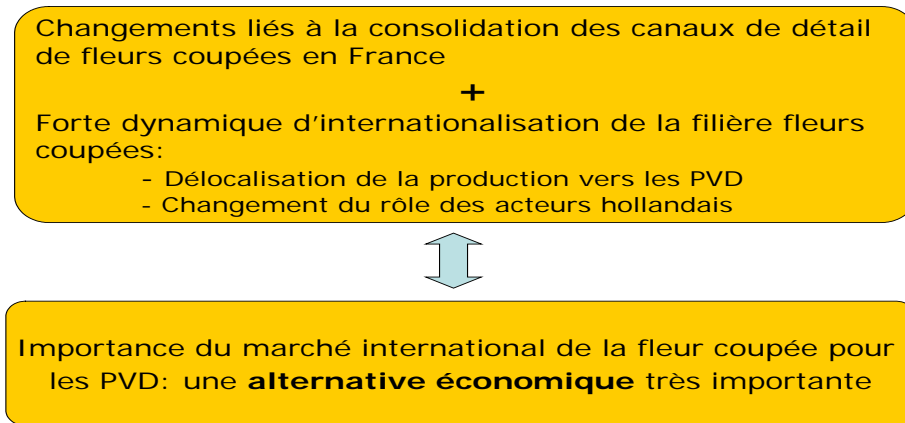 Changements liés à la consolidation des canaux de détail
de fleurs coupées en France
+
Forte dynamique d'internationalisation de la filière fleurs
coupées:
- Délocalisation de la production vers les PVD
- Changement du rôle des acteurs hollandais
Importance du marché international de la fleur coupée pour
les PVD: une alternative économique très importante